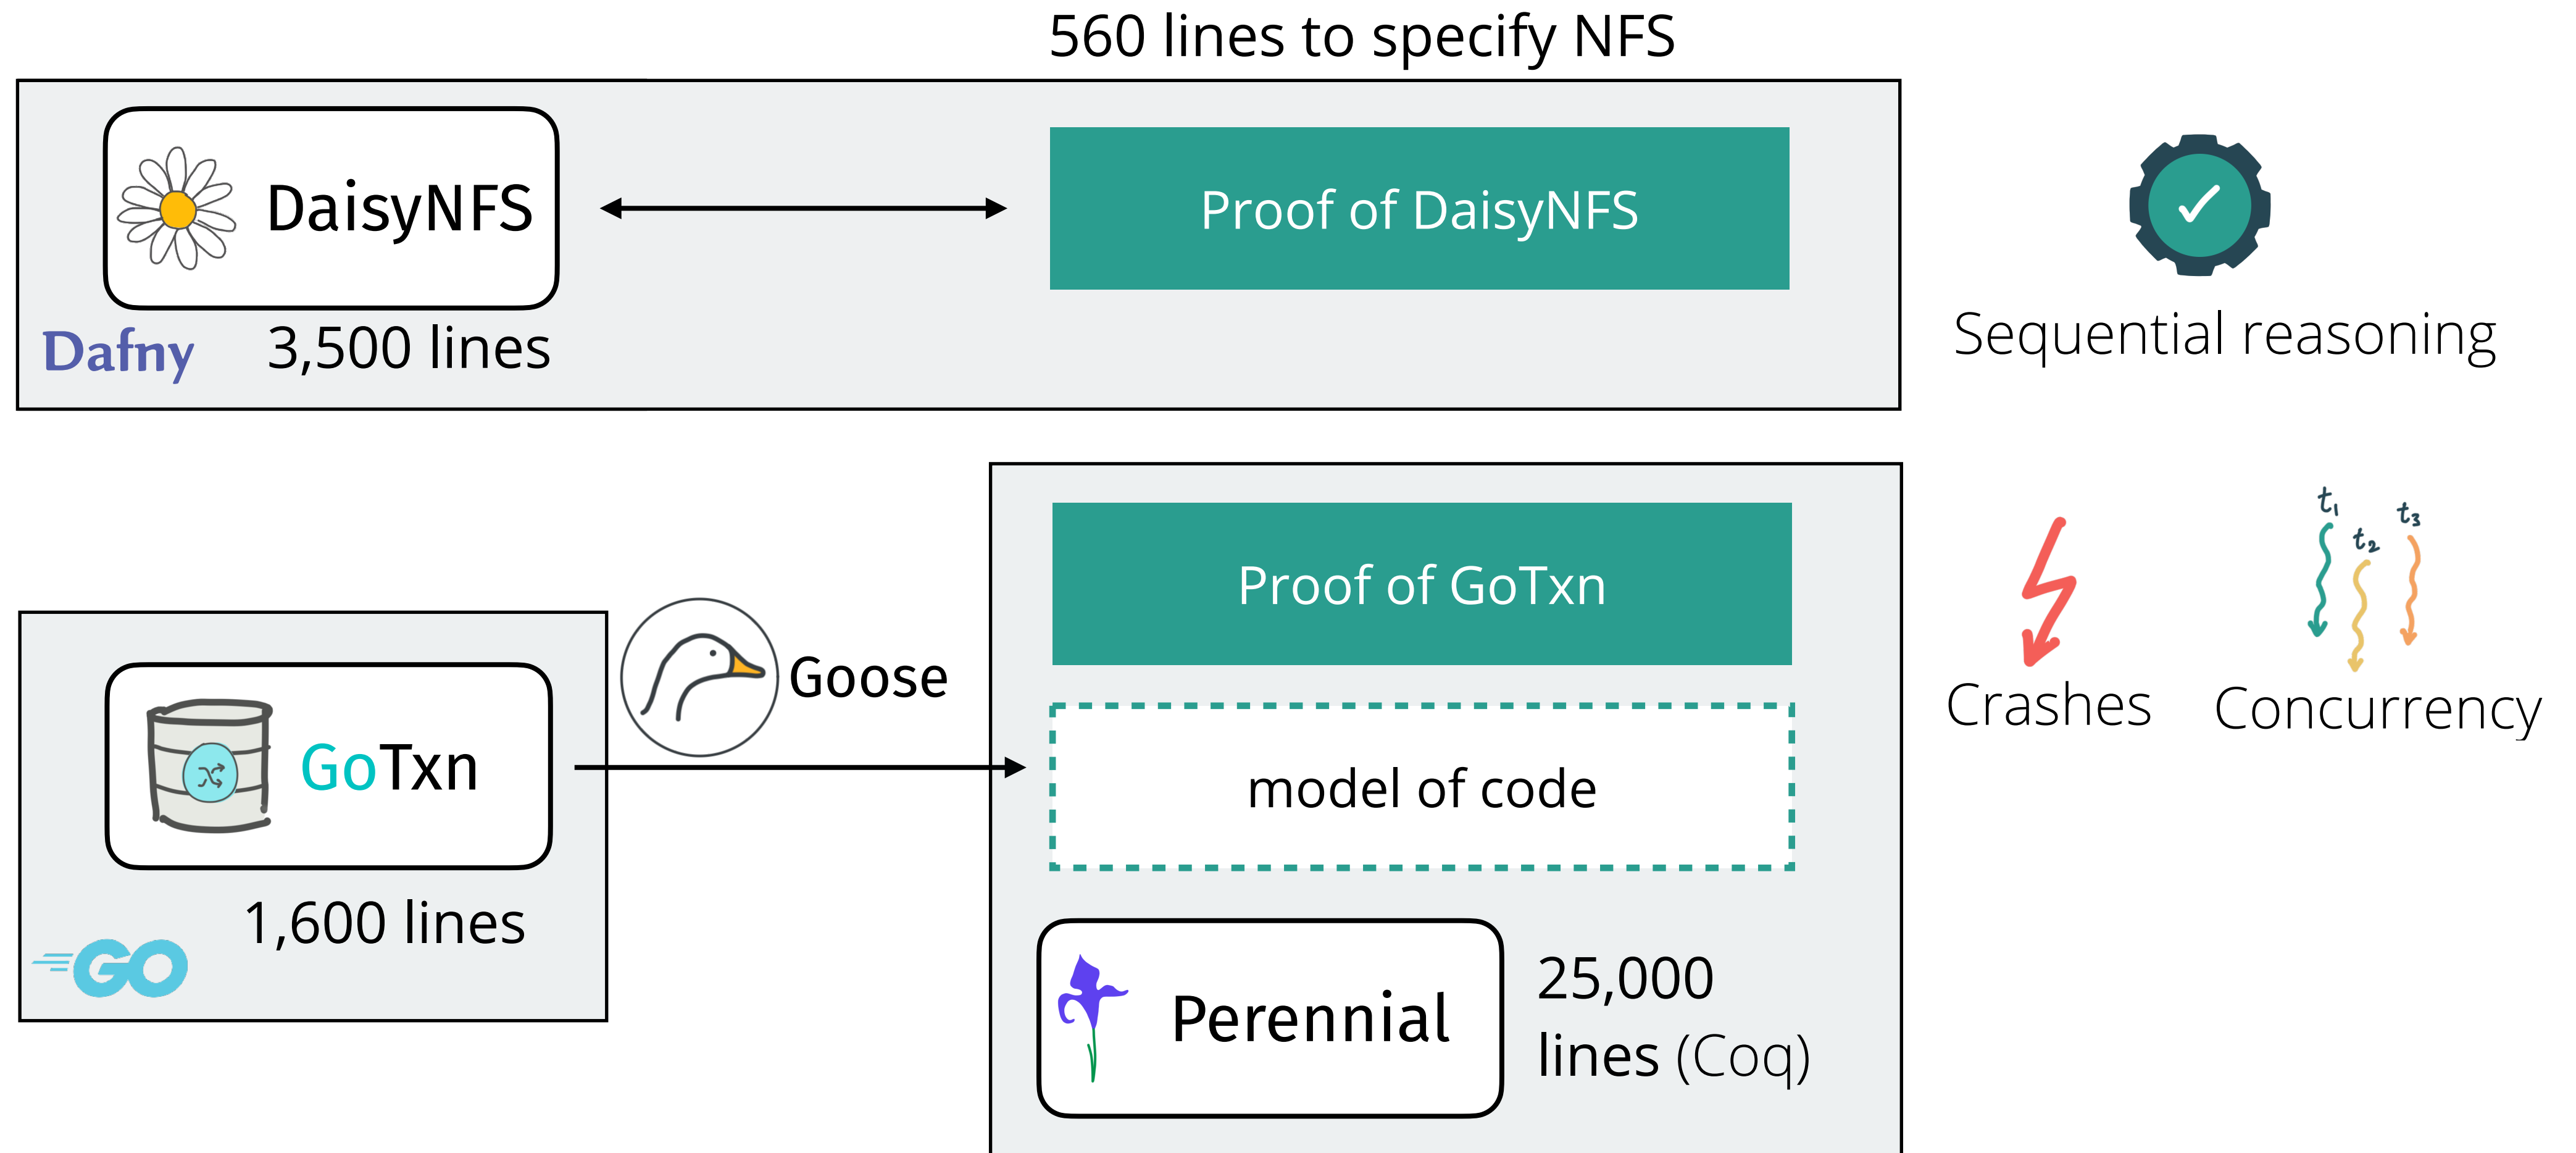 560 lines to specify NFS
DaisyNFS
Proof of DaisyNFS
Dafny
3,500 lines
Sequential reasoning
Proof of GoTxn
t1
t2
t3
Crashes
Concurrency
Goose
GoTxn
model of code
1,600 lines
GO
Perennial
25,000
lines (Coq)